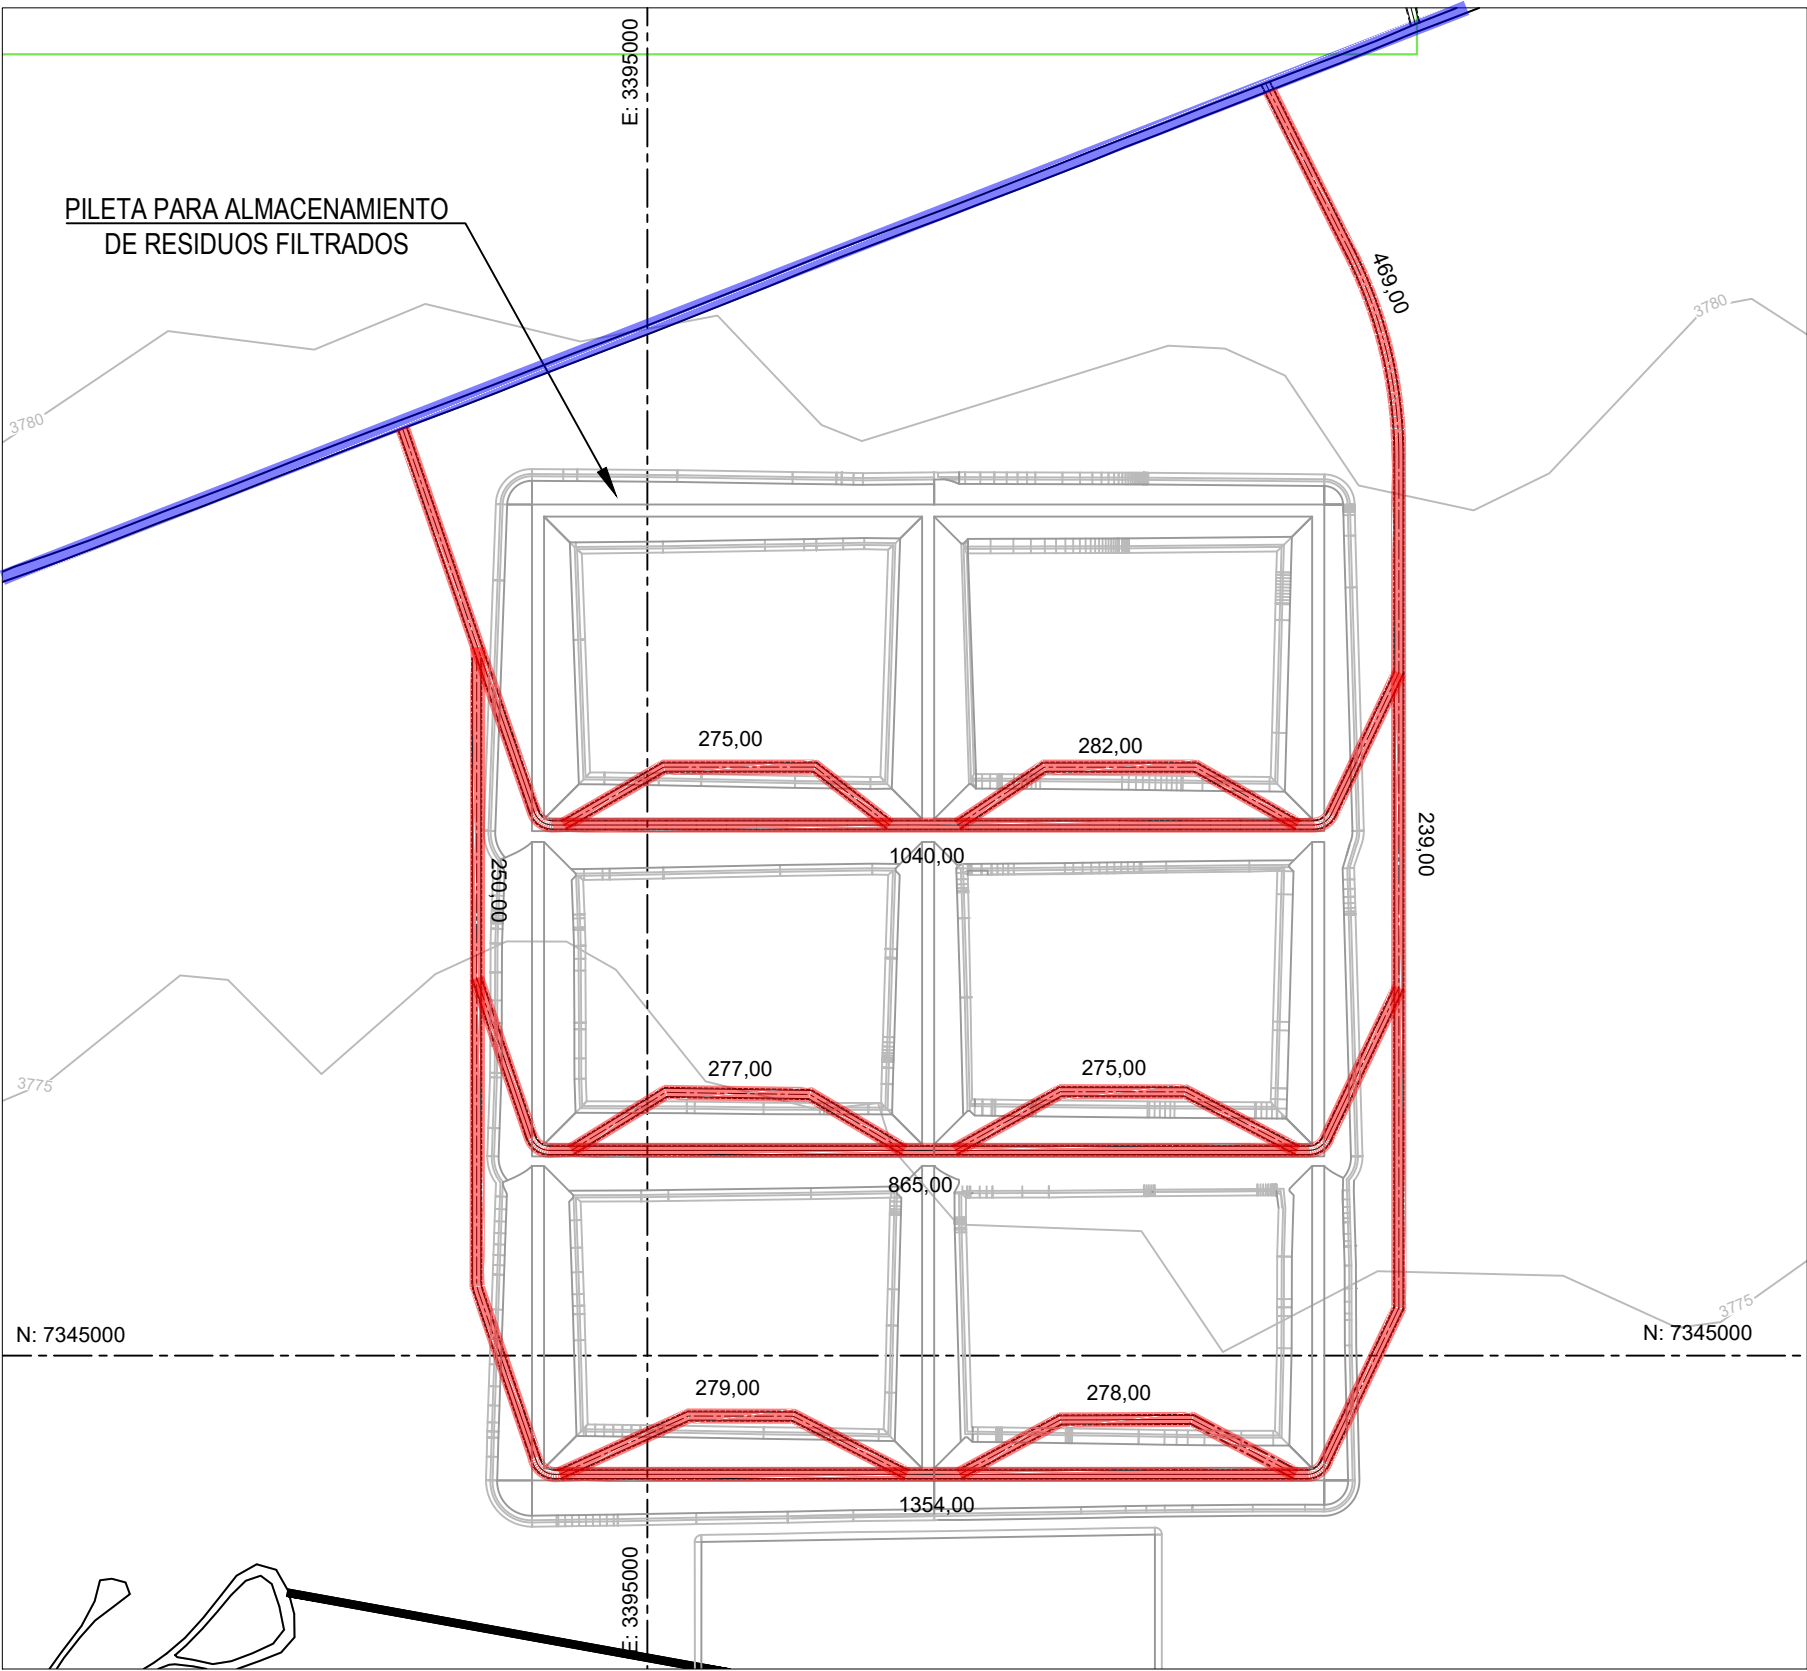 E: 3395000
PILETA PARA ALMACENAMIENTO
DE RESIDUOS FILTRADOS
469,00
3780
3780
275,00
282,00
239,00
1040,00
250,00
277,00
275,00
3775
865,00
3775
N: 7345000
N: 7345000
279,00
278,00
1354,00
E: 3395000